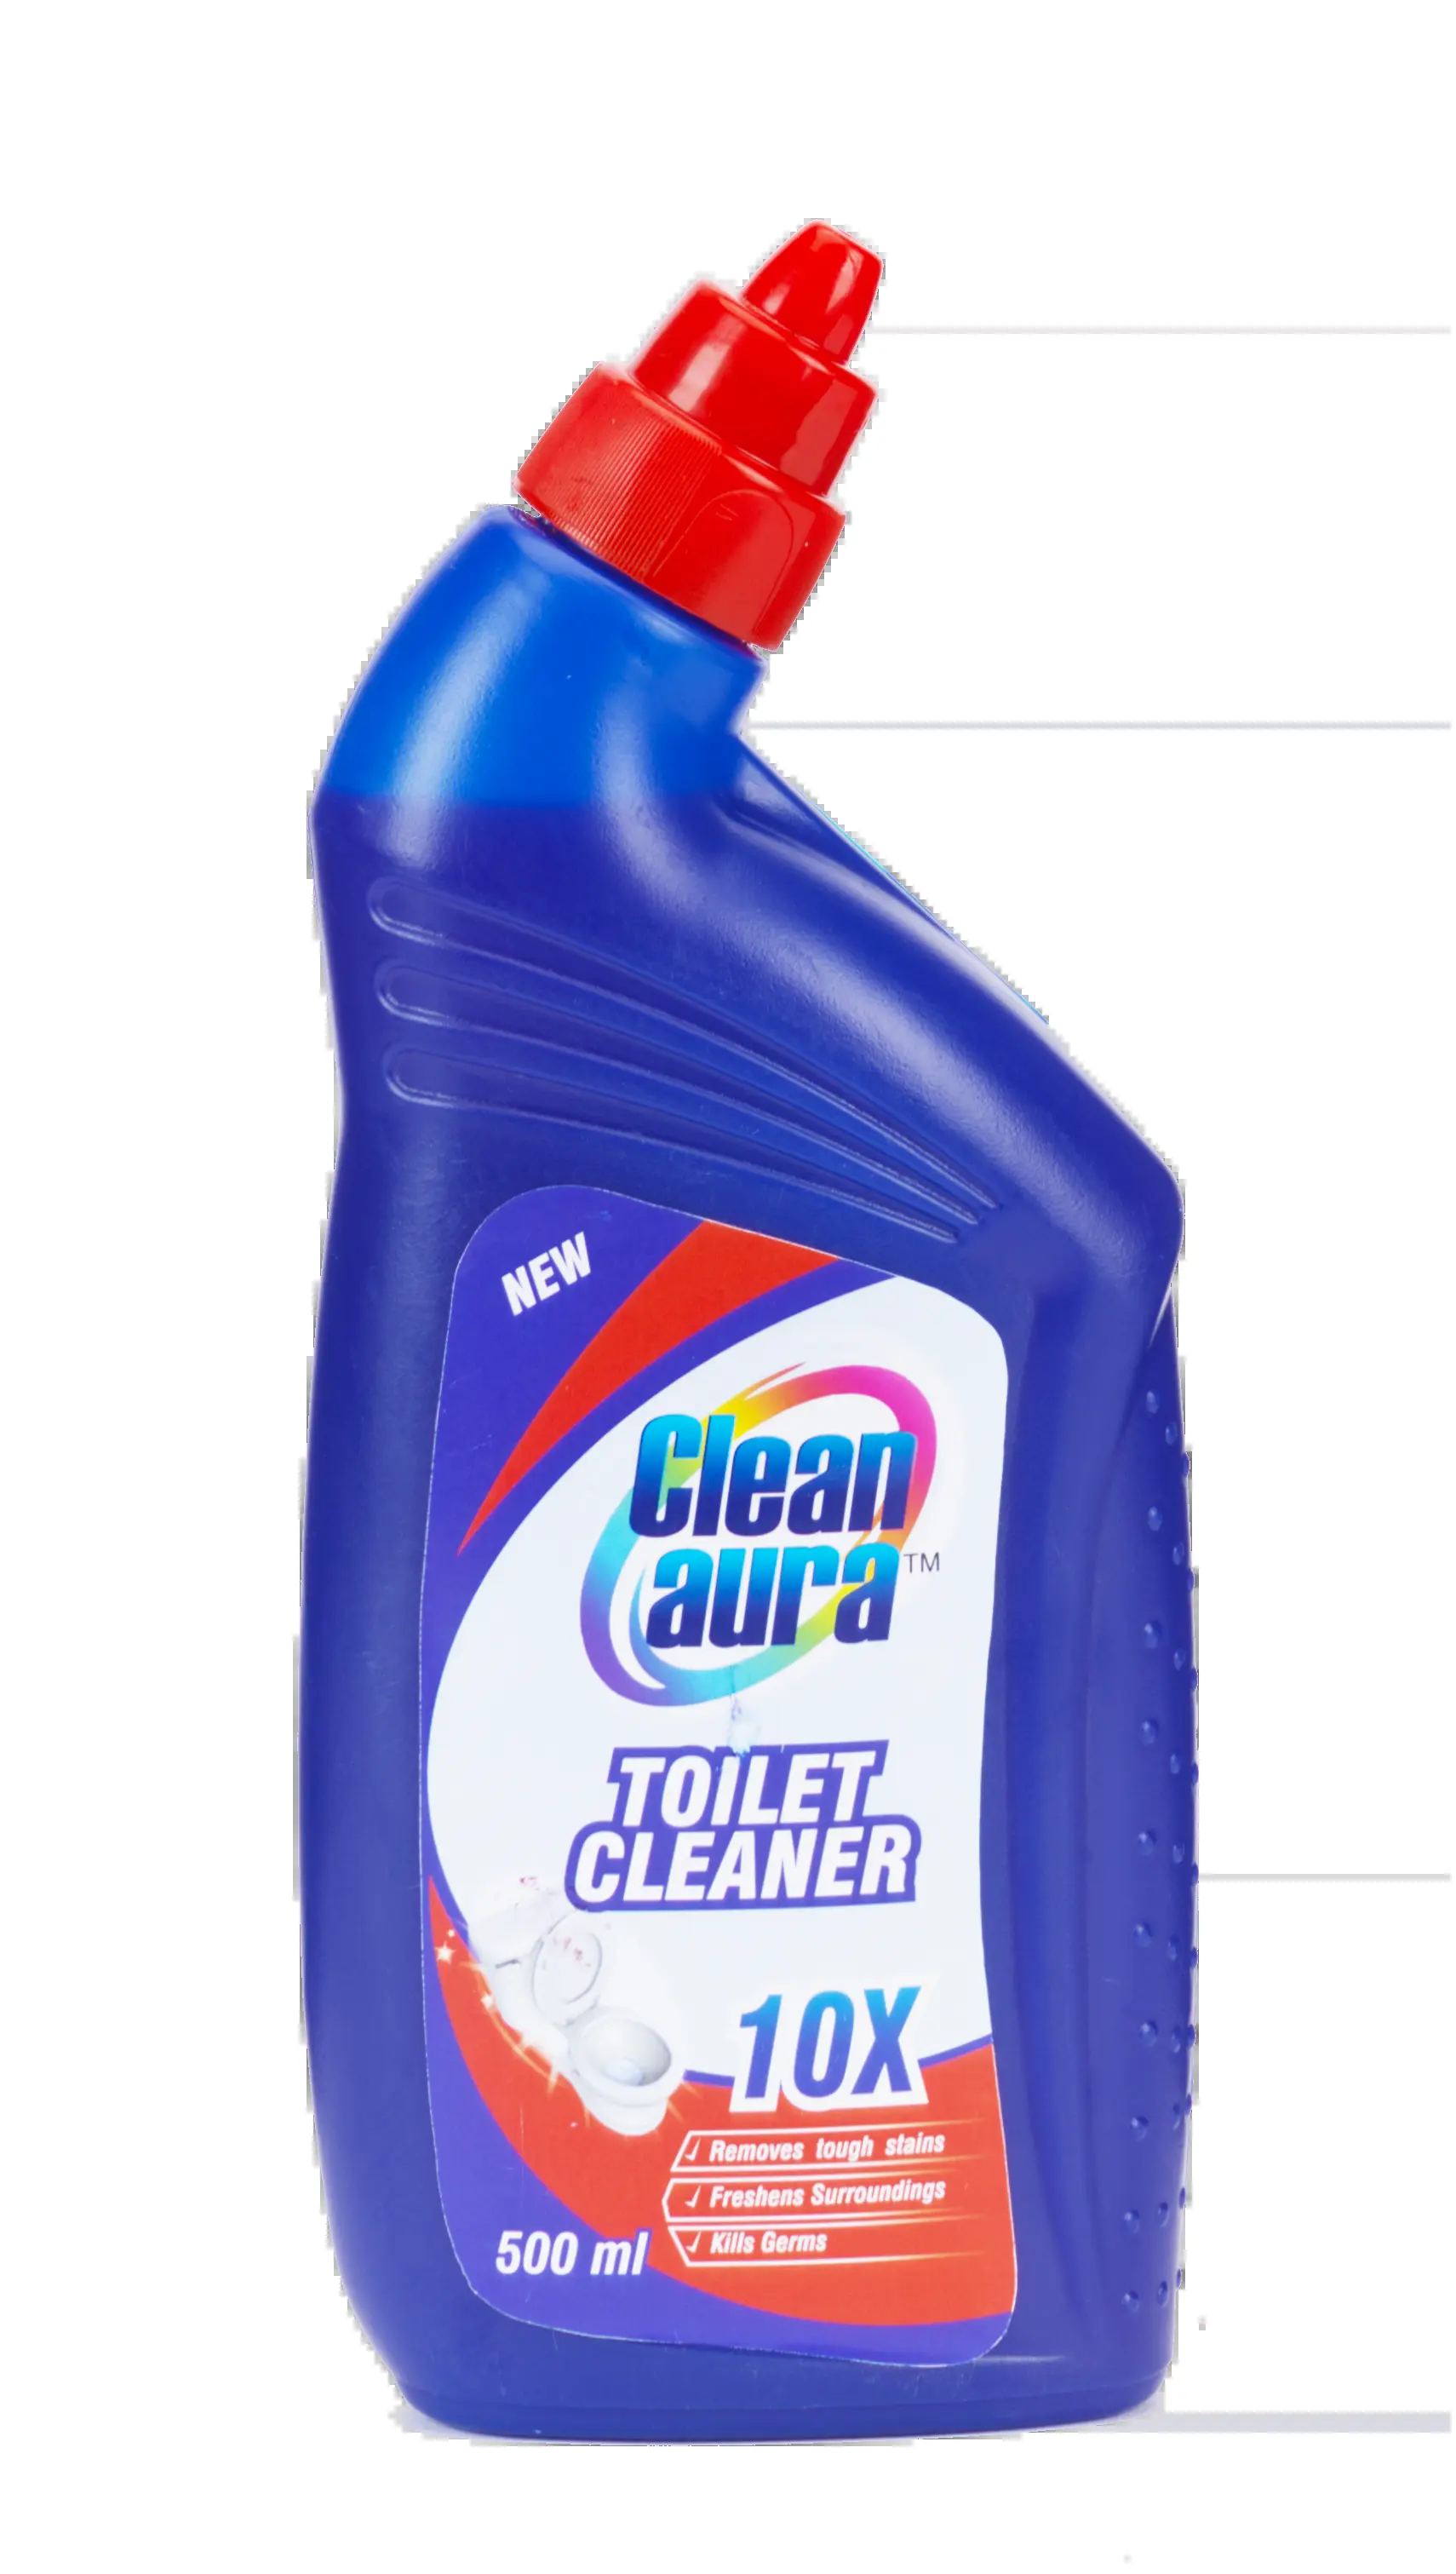 NEW
Clean
aura™
TOILET
CLEANER
10X
✓ Removes tough stains
✓ Freshens Surroundings
✓ Kills Germs
500 ml